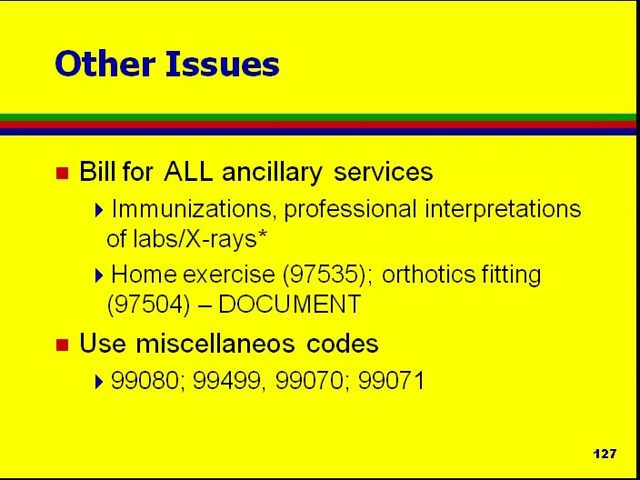 Other Issues
Bill for ALL ancillary services
Immunizations, professional interpretations
of labs/X-rays*
Home exercise (97535); orthotics fitting
(97504) – DOCUMENT
Use miscellaneos codes
99080; 99499, 99070; 99071
127